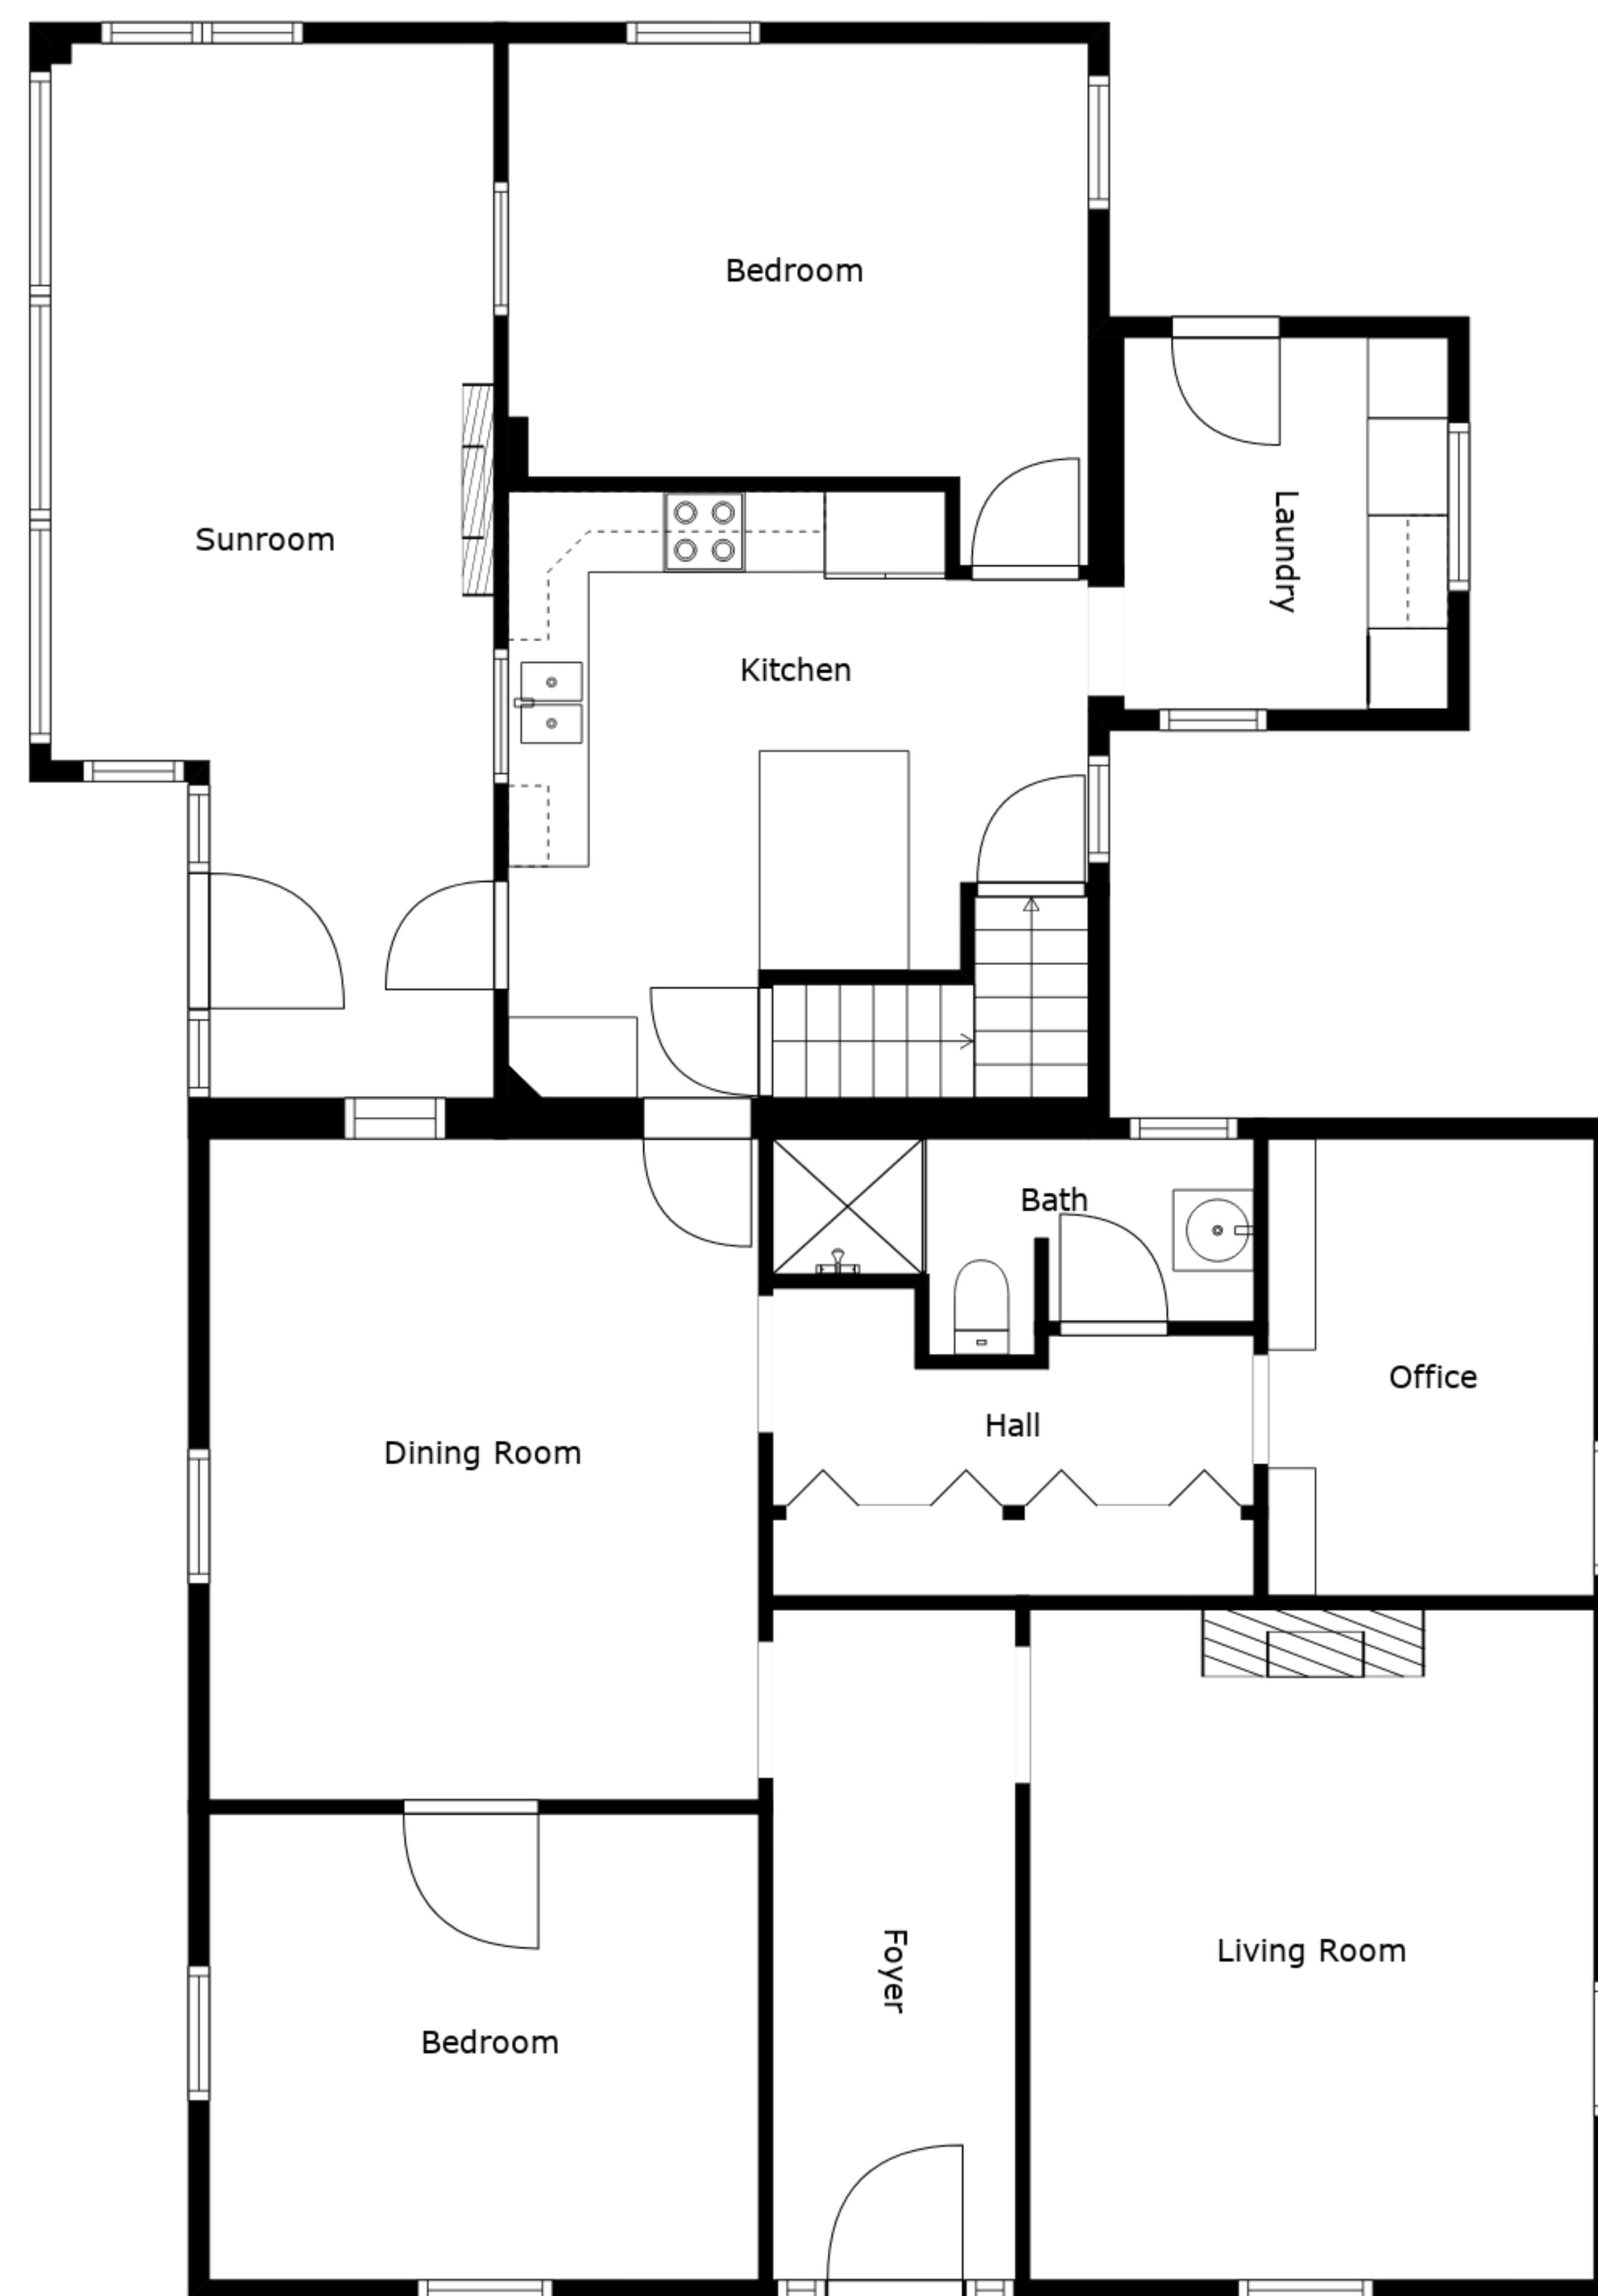 Bedroom
Sunroom
Laundry
Kitchen
Bath
Office
Hall
Dining Room
Living Room
Foyer
Bedroom